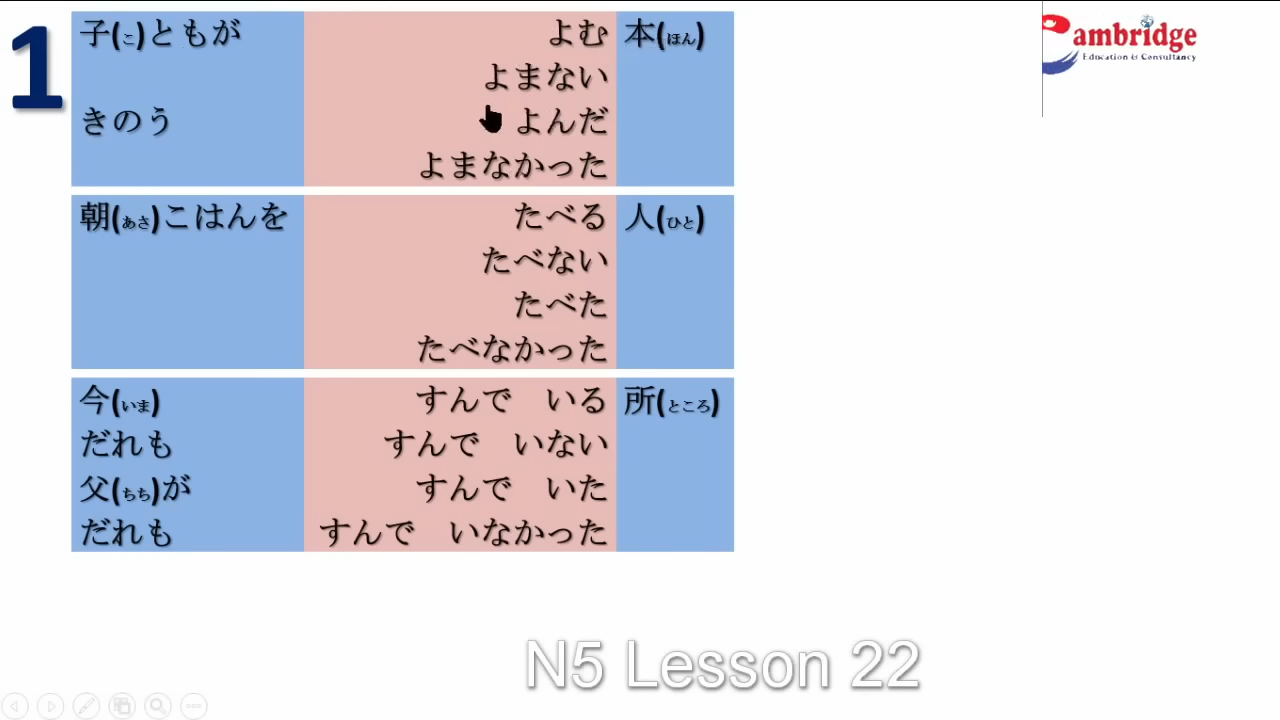 1
子(こ)ともが よむ 本(ほん)
よまない
きのう よんだ
よまなかった
朝(あさ)こはんを たべる 人(ひと)
たべない
たべた
たべなかった
今(いま) すんで いる 所(ところ)
だれも すんで いない
父(ちち)が すんで いた
だれも すんで いなかった
ambridge
Education & Consultancy
N5 Lesson 22